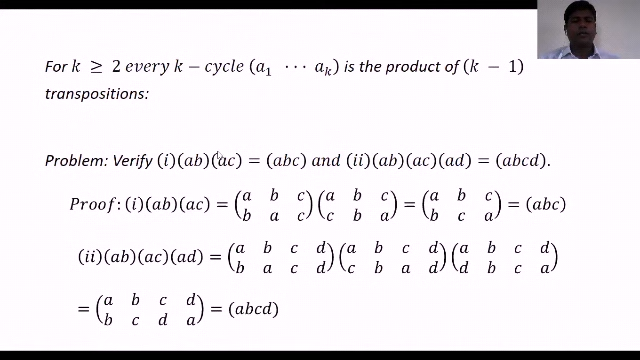 For k ≥ 2 every k − cycle (a₁ ⋯ aₖ) is the product of (k − 1)
transpositions:
Problem: Verify (i)(ab)(ac) = (abc) and (ii)(ab)(ac)(ad) = (abcd).
Proof: (i)(ab)(ac) = (a b c / b a c)(a b c / c b a) = (a b c / b c a) = (abc)
(ii)(ab)(ac)(ad) = (a b c d / b a c d)(a b c d / c b a d)(a b c d / d b c a)
= (a b c d / b c d a) = (abcd)